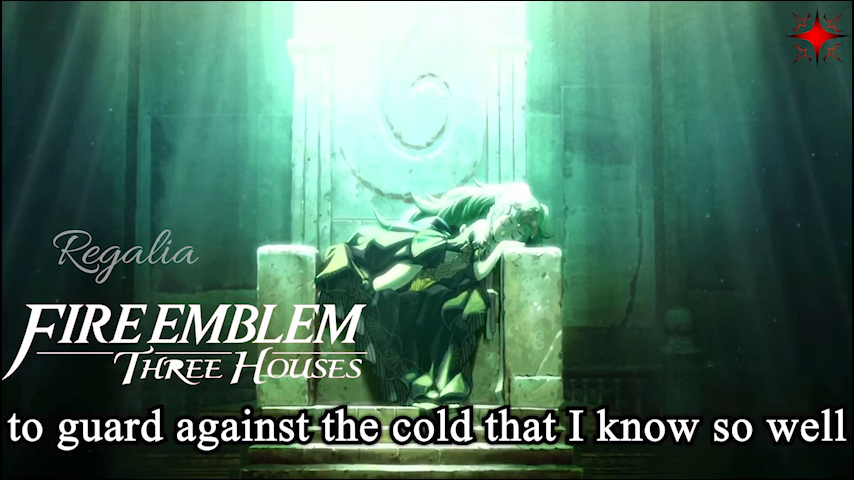 Regalia
FIRE EMBLEM
THREE HOUSES
to guard against the cold that I know so well